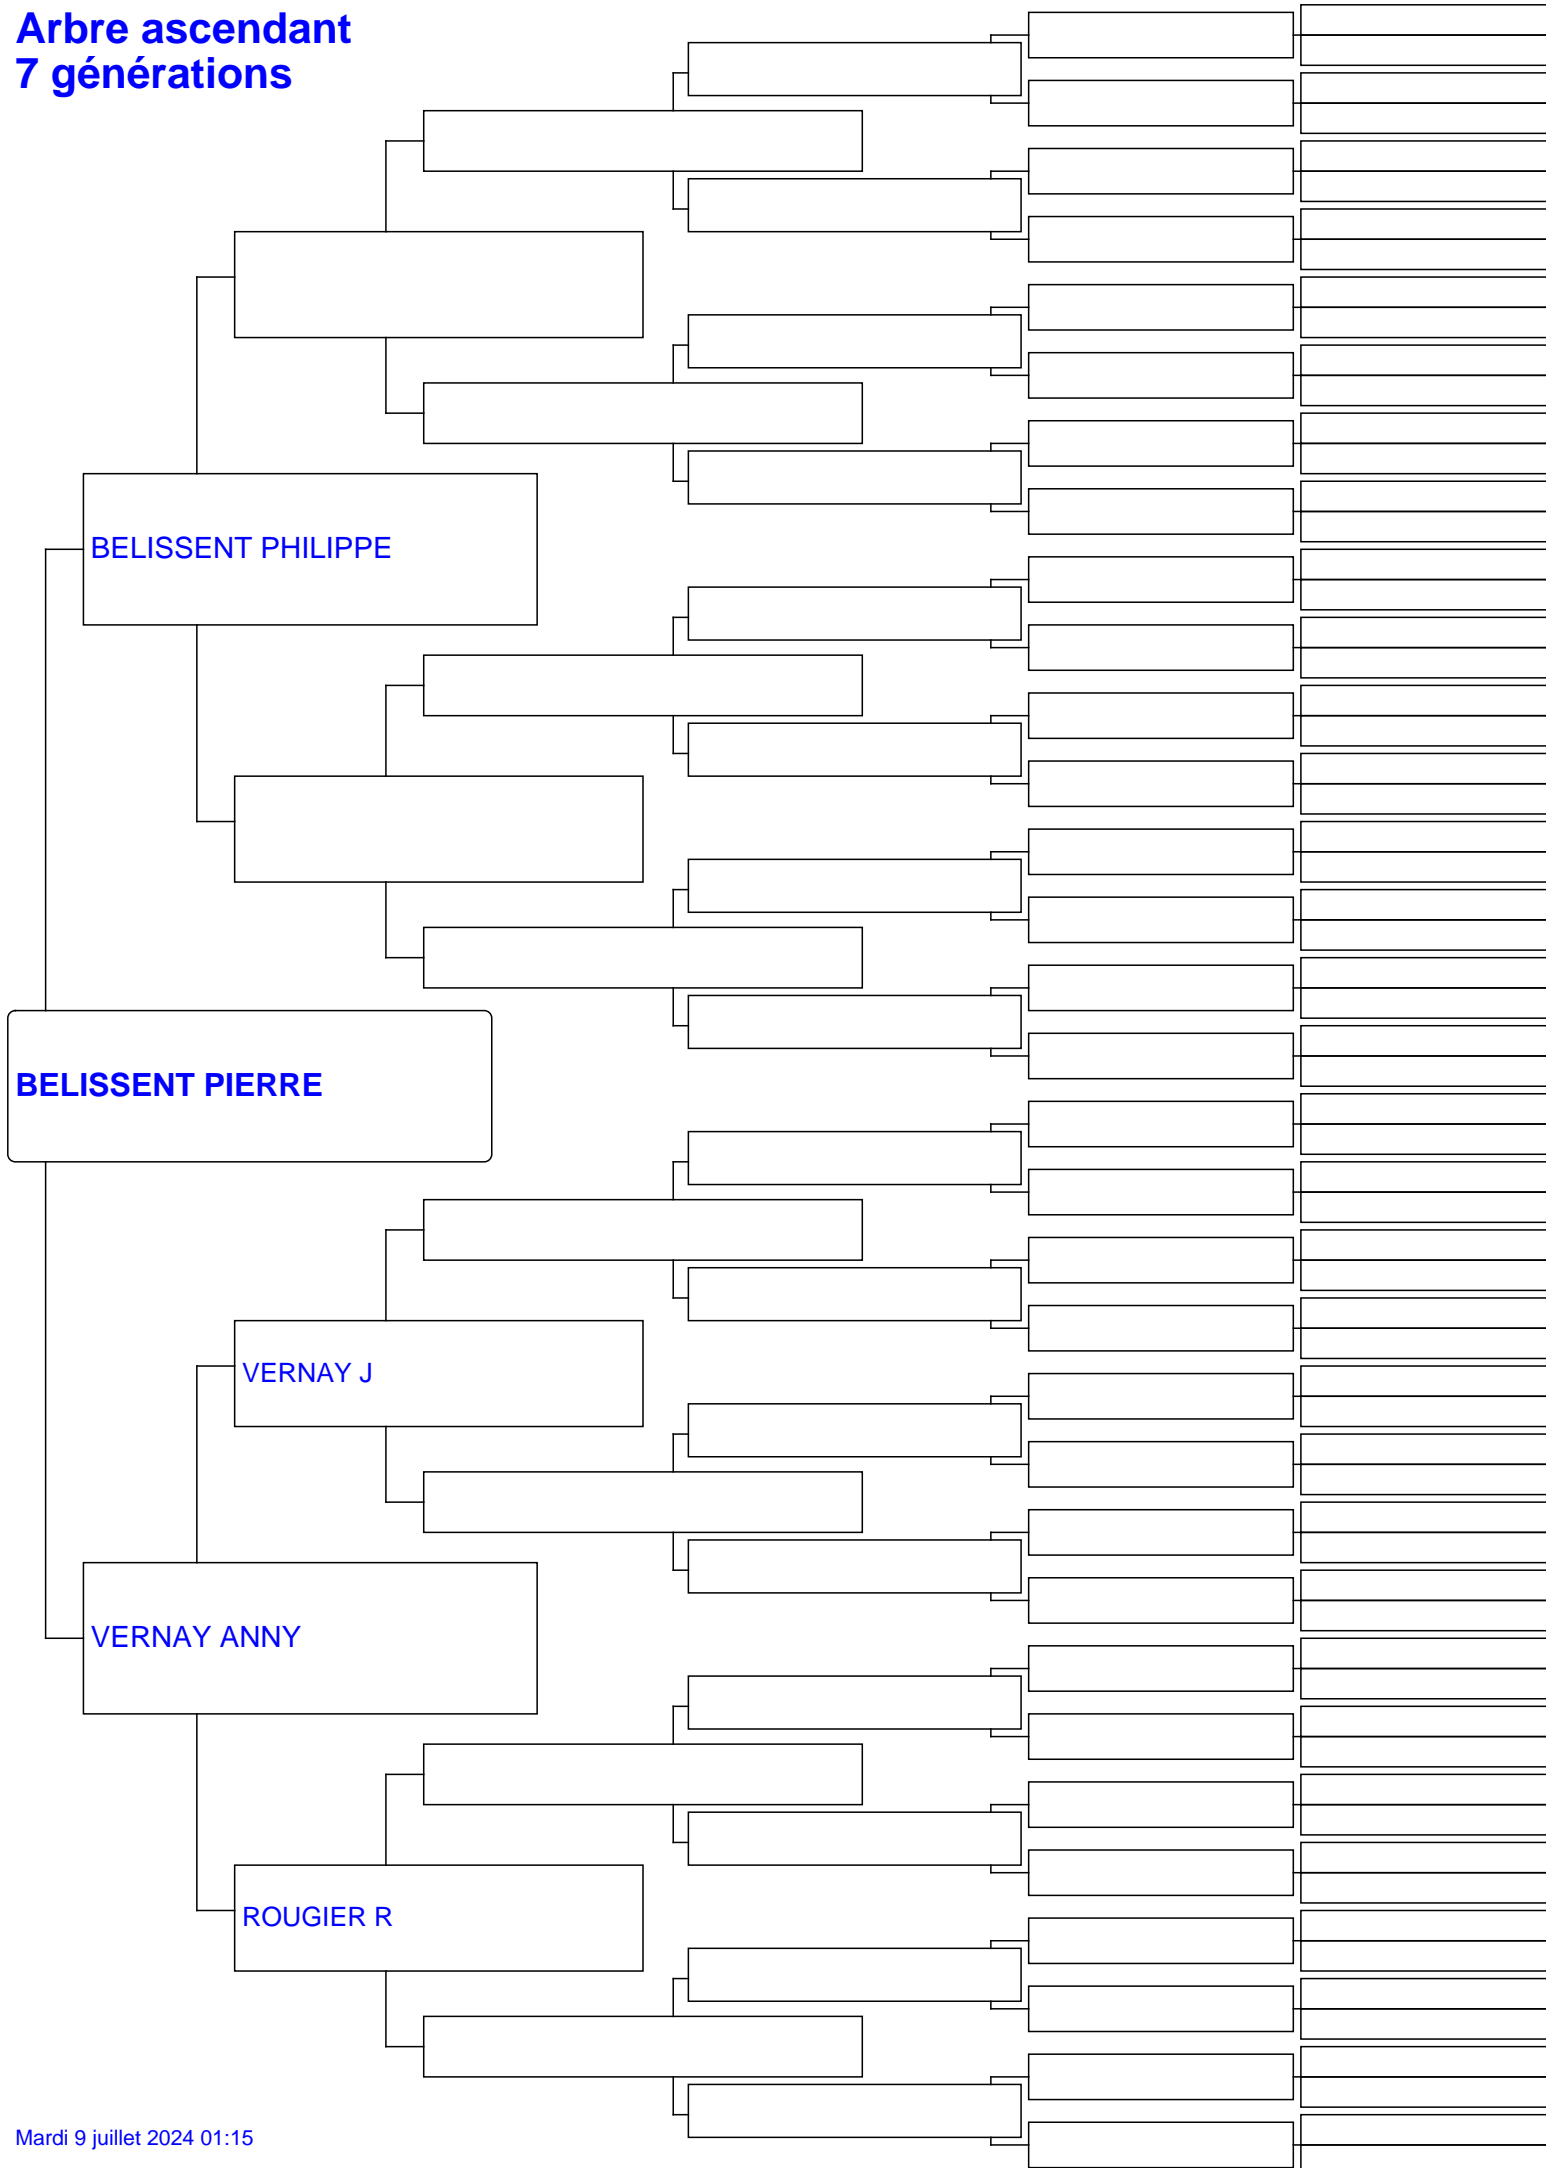 Arbre ascendant
7 générations
BELISSENT PHILIPPE
BELISSENT PIERRE
VERNAY J
VERNAY ANNY
ROUGIER R
Mardi 9 juillet 2024 01:15